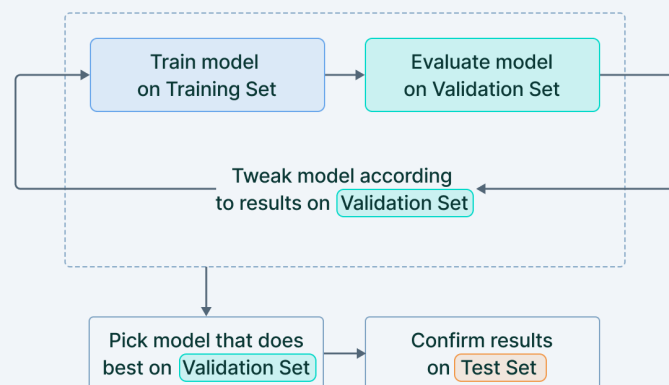 Train model
on Training Set
Evaluate model
on Validation Set
Tweak model according
to results on Validation Set
Pick model that does
best on Validation Set
Confirm results
on Test Set